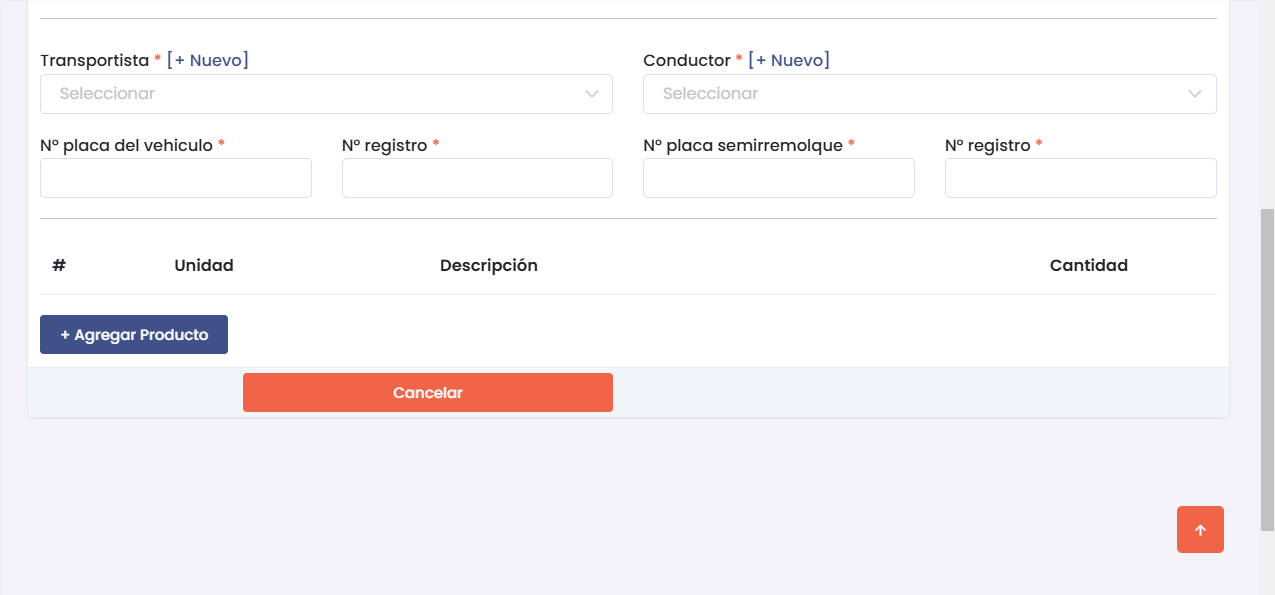 Transportista * [+ Nuevo]
Conductor * [+ Nuevo]
Seleccionar
Seleccionar
Nº placa del vehiculo *
Nº registro *
Nº placa semirremolque *
Nº registro *
# Unidad Descripción Cantidad
+ Agregar Producto
Cancelar